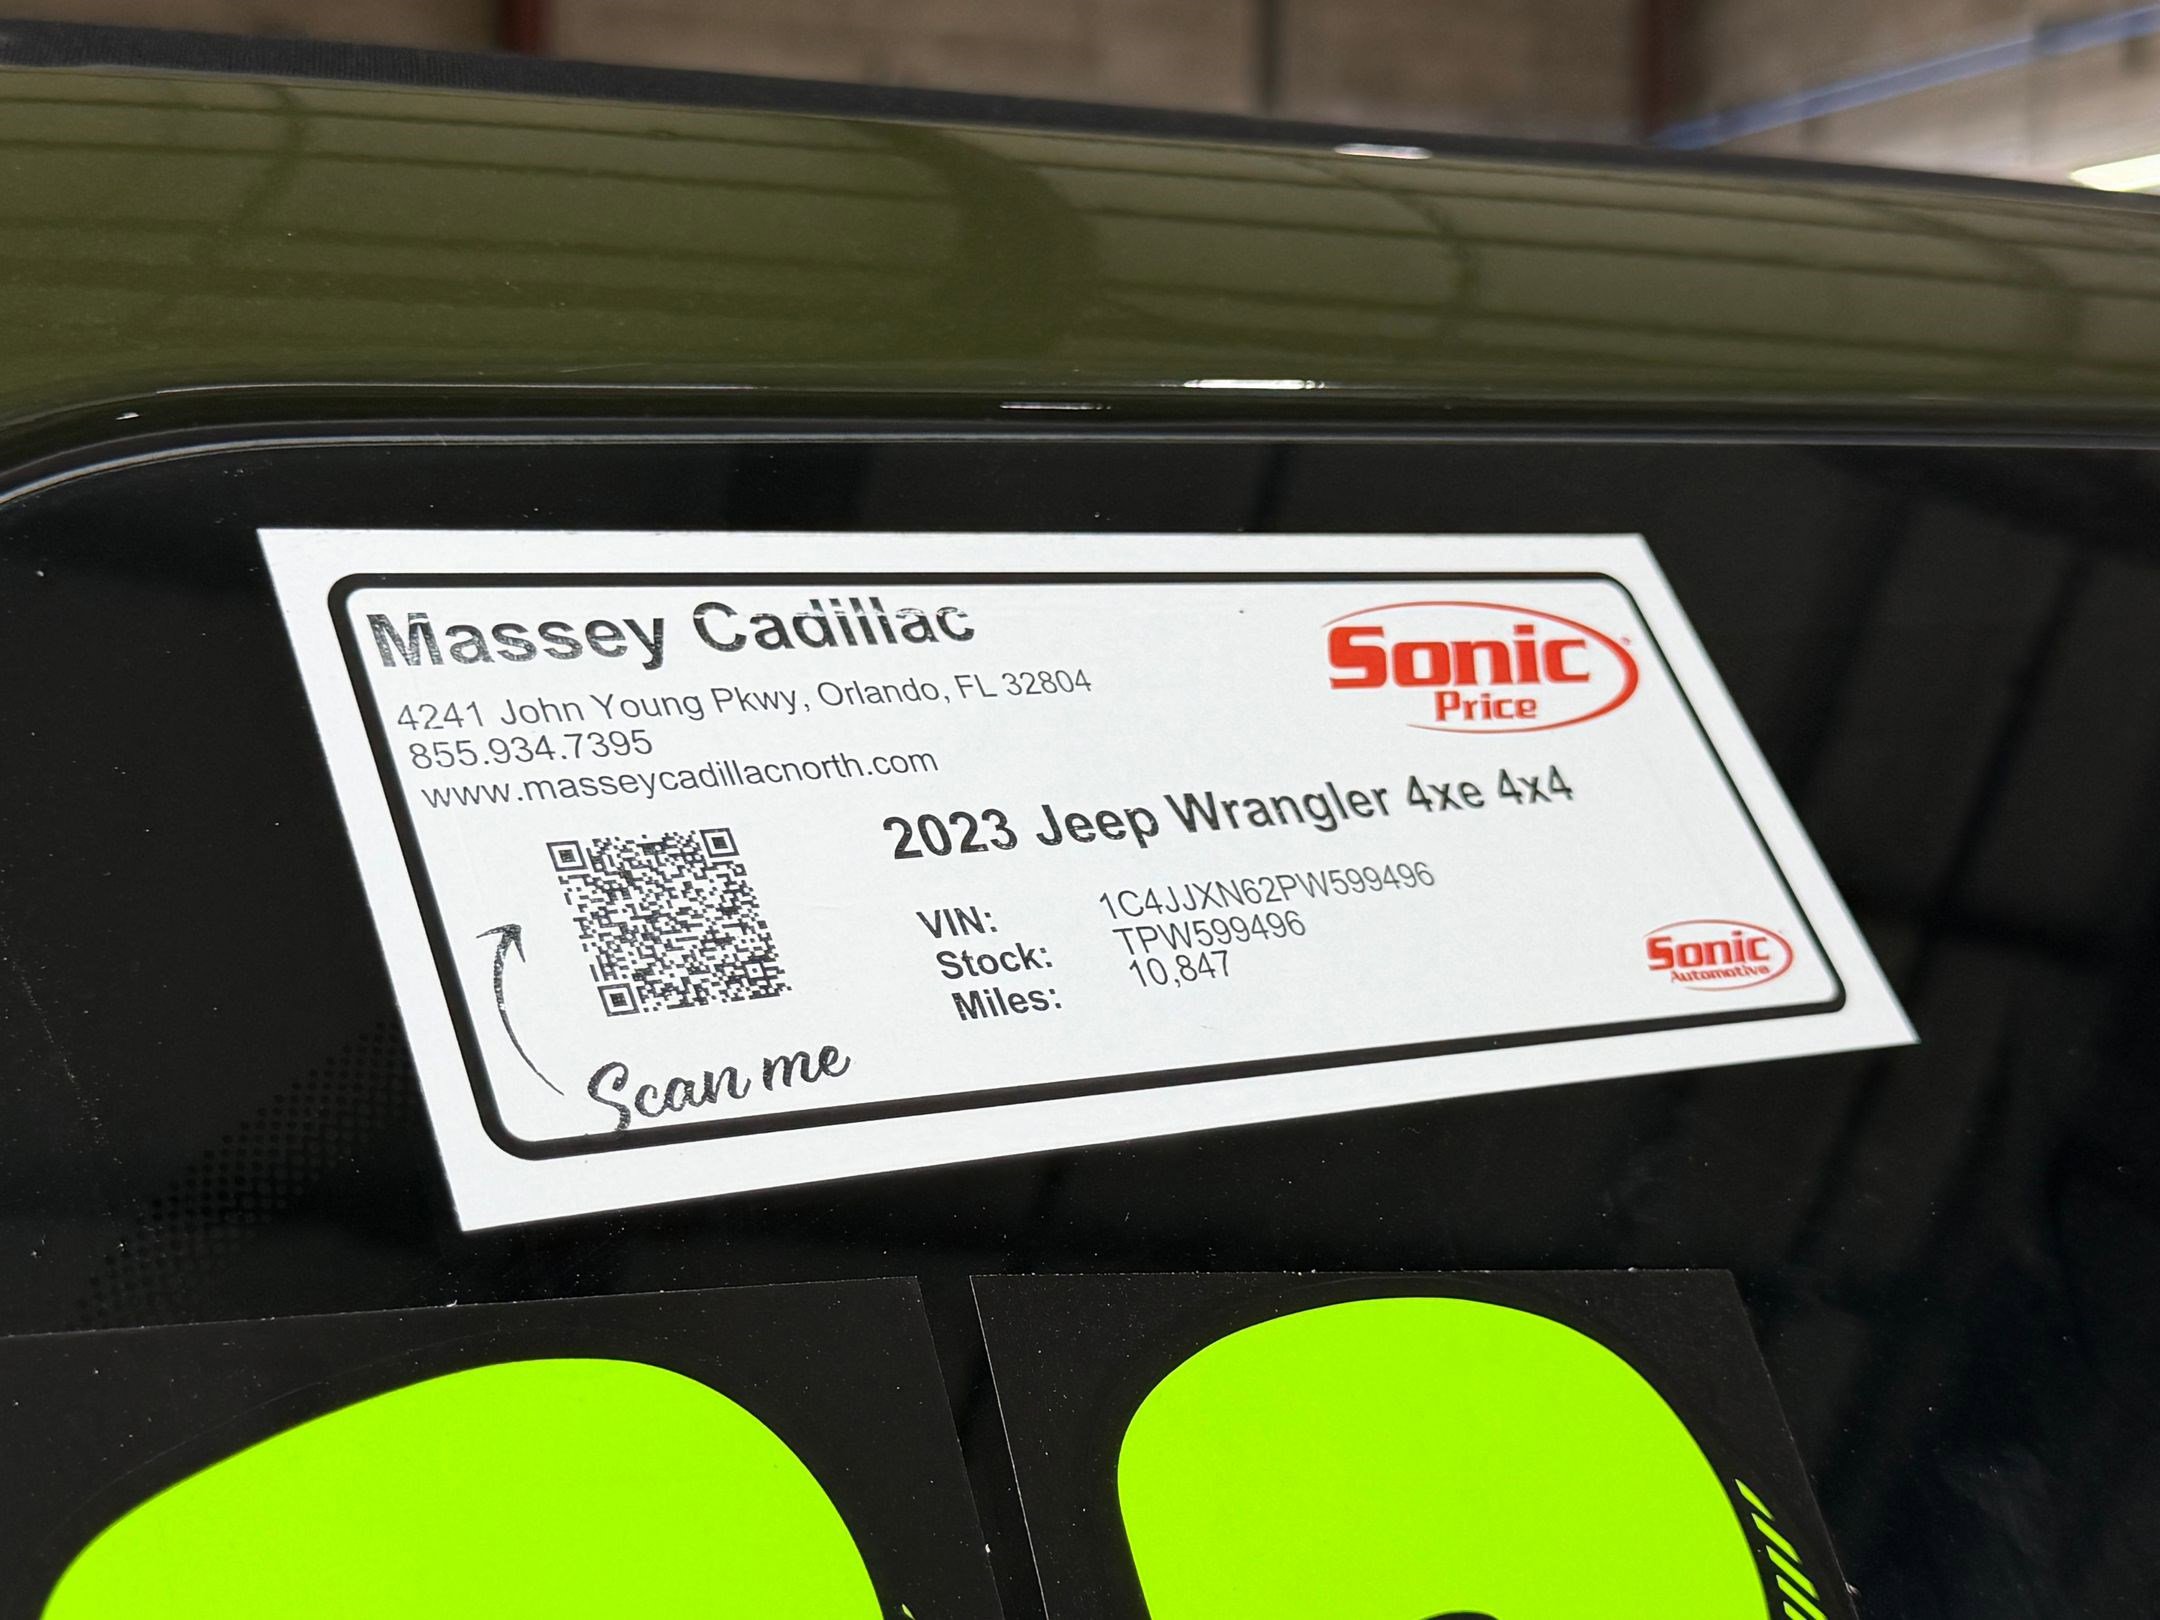 Massey Cadillac
4241 John Young Pkwy, Orlando, FL 32804
855.934.7395
www.masseycadillacnorth.com
Sonic
Price
2023 Jeep Wrangler 4xe 4x4
VIN: 1C4JJXN62PW599496
Stock: TPW599496
Miles: 10,847
Scan me
Sonic
Automotive